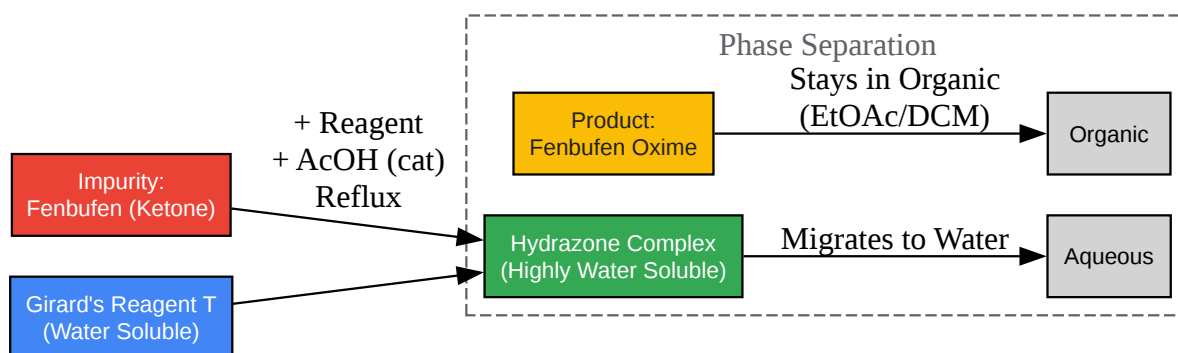 Phase Separation
Stays in Organic
(EtOAc/DCM)
Product:
Fenbufen Oxime
Organic
+ Reagent
+ AcOH (cat)
Reflux
Impurity:
Fenbufen (Ketone)
Hydrazone Complex
(Highly Water Soluble)
Migrates to Water
Aqueous
Girard's Reagent T
(Water Soluble)